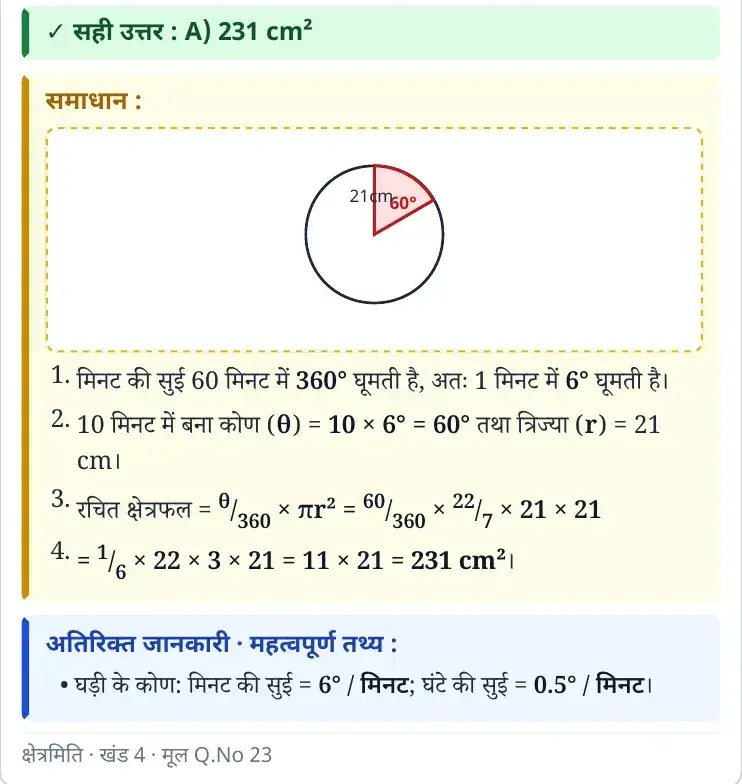 ✓ सही उत्तर : A) 231 cm²
समाधान :
21cm
60°
1. मिनट की सुई 60 मिनट में 360° घूमती है, अतः 1 मिनट में 6° घूमती है।
2. 10 मिनट में बना कोण (θ) = 10 × 6° = 60° तथा त्रिज्या (r) = 21
cm।
3. रचित क्षेत्रफल = θ/360 × πr² = 60/360 × 22/7 × 21 × 21
4. = 1/6 × 22 × 3 × 21 = 11 × 21 = 231 cm²।
अतिरिक्त जानकारी · महत्वपूर्ण तथ्य :
• घड़ी के कोण: मिनट की सुई = 6° / मिनट; घंटे की सुई = 0.5° / मिनट।
क्षेत्रमिति · खंड 4 · मूल Q.No 23